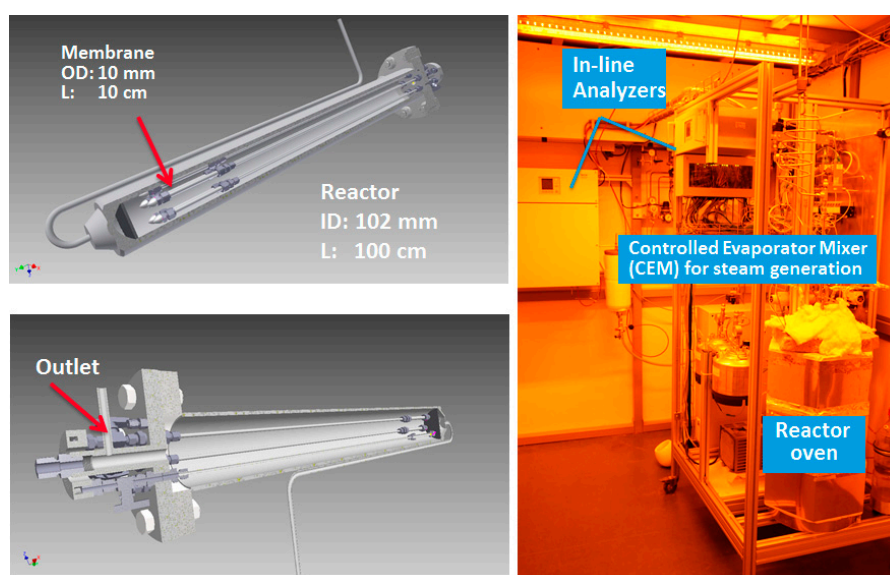 Membrane
OD: 10 mm
L: 10 cm
Reactor
ID: 102 mm
L: 100 cm
Outlet
In-line
Analyzers
Controlled Evaporator Mixer
(CEM) for steam generation
Reactor
oven